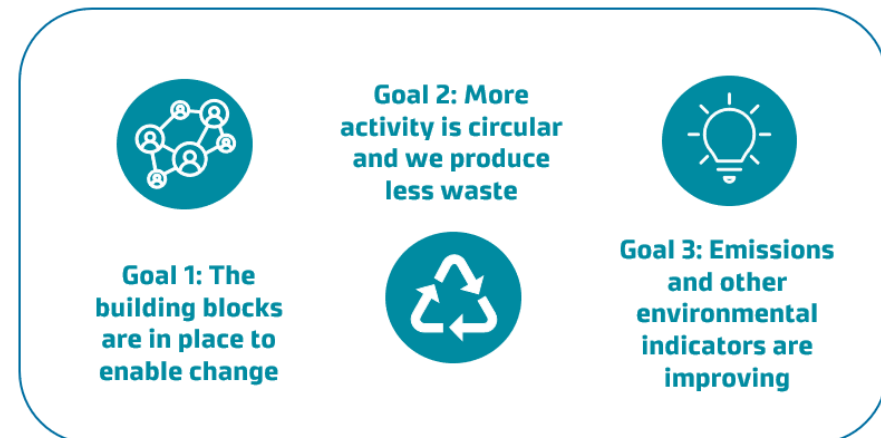 Goal 1: The
building blocks
are in place to
enable change
Goal 2: More
activity is circular
and we produce
less waste
Goal 3: Emissions
and other
environmental
indicators are
improving